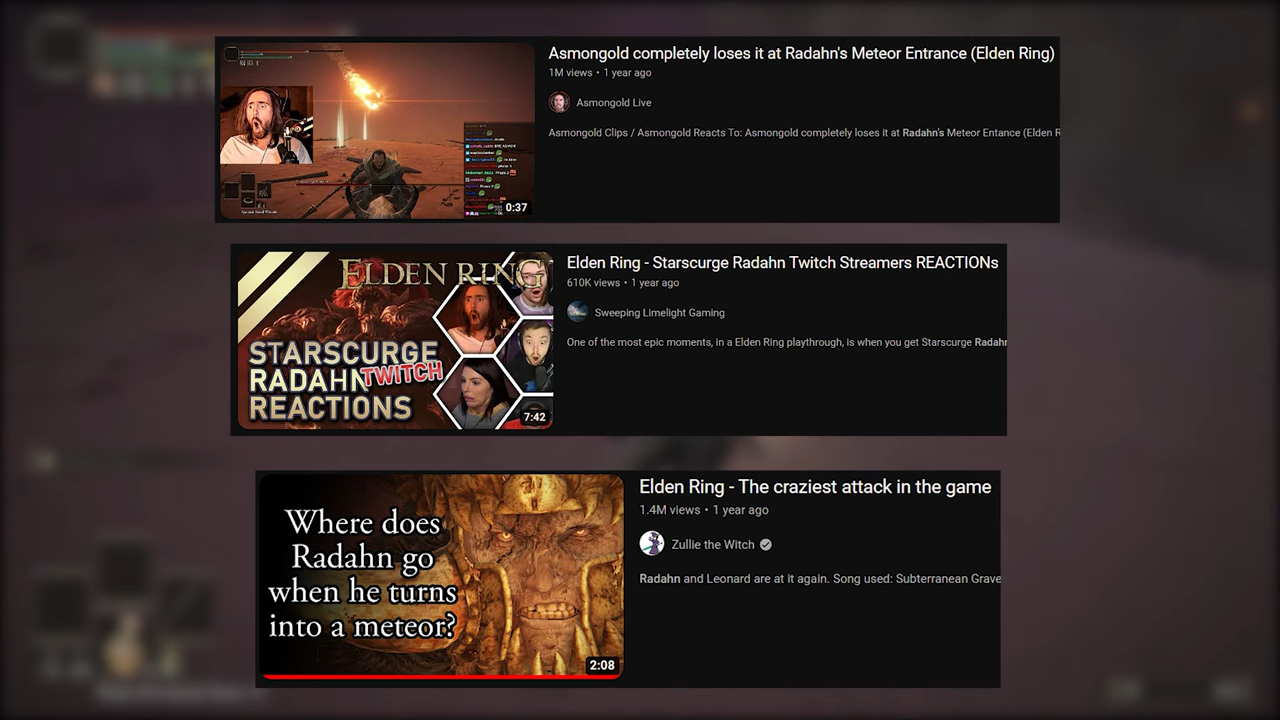 Asmongold completely loses it at Radahn's Meteor Entrance (Elden Ring)
1M views • 1 year ago
Asmongold Live
Asmongold Clips / Asmongold Reacts To: Asmongold completely loses it at Radahn's Meteor Entance (Elden R
0:37
ELDEN RING
STARSCURGE
RADAHN TWITCH
REACTIONS
7:42
Elden Ring - Starscurge Radahn Twitch Streamers REACTIONs
610K views • 1 year ago
Sweeping Limelight Gaming
One of the most epic moments, in a Elden Ring playthrough, is when you get Starscurge Radahn
Where does
Radahn go
when he turns
into a meteor?
2:08
Elden Ring - The craziest attack in the game
1.4M views • 1 year ago
Zullie the Witch
Radahn and Leonard are at it again. Song used: Subterranean Grave